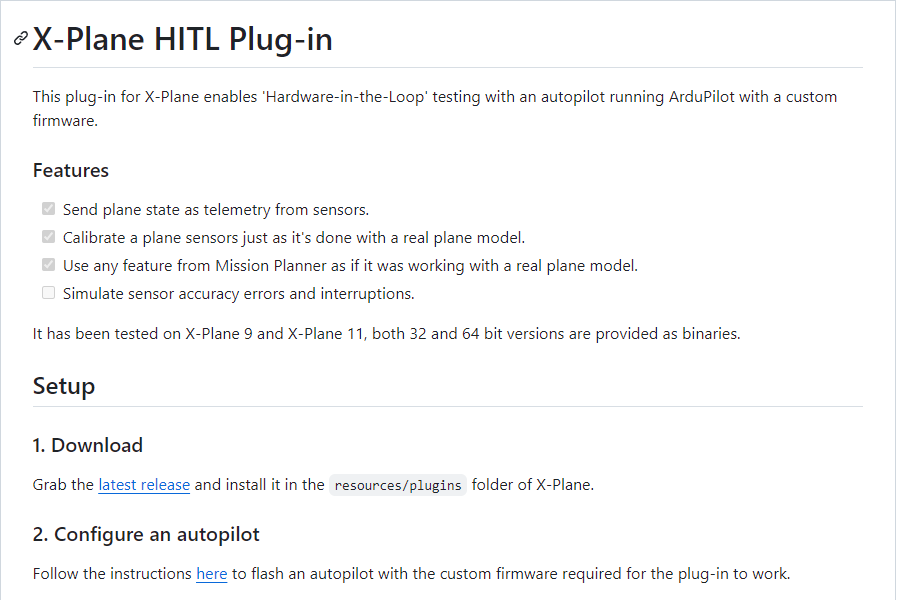 X-Plane HITL Plug-in
This plug-in for X-Plane enables 'Hardware-in-the-Loop' testing with an autopilot running ArduPilot with a custom
firmware.
Features
Send plane state as telemetry from sensors.
Calibrate a plane sensors just as it's done with a real plane model.
Use any feature from Mission Planner as if it was working with a real plane model.
Simulate sensor accuracy errors and interruptions.
It has been tested on X-Plane 9 and X-Plane 11, both 32 and 64 bit versions are provided as binaries.
Setup
1. Download
Grab the latest release and install it in the resources/plugins folder of X-Plane.
2. Configure an autopilot
Follow the instructions here to flash an autopilot with the custom firmware required for the plug-in to work.